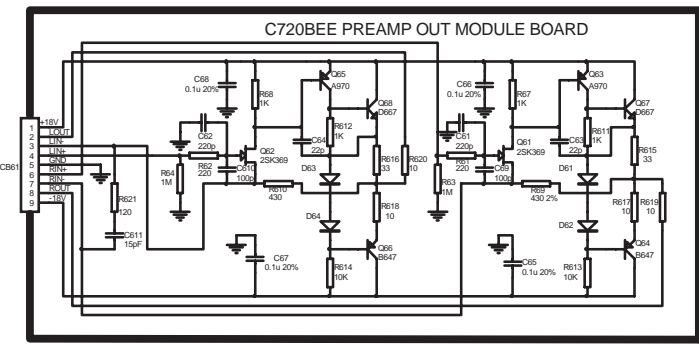 C720BEE PREAMP OUT MODULE BOARD
CB61
1 +18V
2 LOUT
3 LIN-
4 LIN+
5 GND
6 RIN+
7 RIN-
8 ROUT
9 -18V
R621
120
C611
15pF
R64
1M
C62
220p
R62
220
C610
100p
C68
0.1u 20%
R68
1K
Q62
2SK369
430
C67
0.1u 20%
Q65
A970
C64
22p
R612
1K
D63
D64
R614
10K
Q68
D667
R616
33
R620
10
R618
10
Q66
B647
R63
1M
C61
220p
R61
220
C69
100p
C66
0.1u 20%
R67
1K
Q61
2SK369
R69
430 2%
C65
0.1u 20%
Q63
A970
C63
22p
R611
1K
D61
D62
R613
10K
Q67
D667
R615
33
R617
10
R619
10
Q64
B647